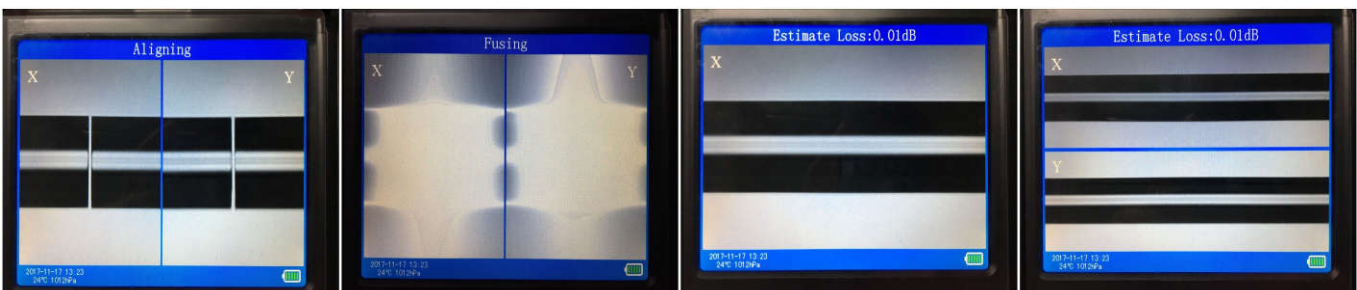 Aligning
X Y
2017-11-17 13:23
24℃ 1012hPa
Fusing
X Y
2017-11-17 13:23
24℃ 1012hPa
Estimate Loss:0.01dB
X
2017-11-17 13:23
24℃ 1012hPa
Estimate Loss:0.01dB
X
Y
2017-11-17 13:23
24℃ 1012hPa